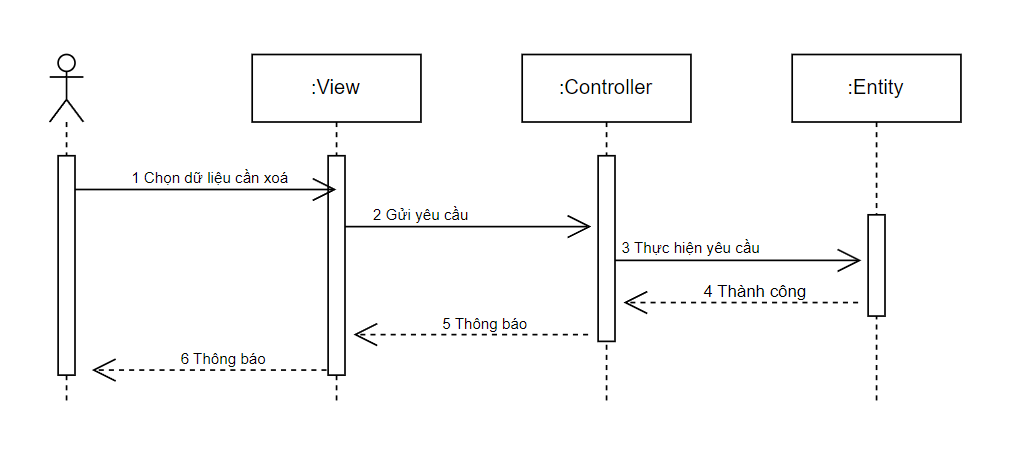 :View
:Controller
:Entity
1 Chọn dữ liệu cần xoá
2 Gửi yêu cầu
3 Thực hiện yêu cầu
4 Thành công
5 Thông báo
6 Thông báo